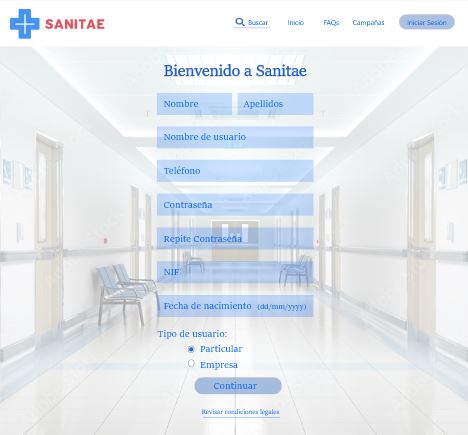 SANITAE
Buscar
Inicio
FAQs
Campañas
Iniciar Sesión
Bienvenido a Sanitae
Nombre
Apellidos
Nombre de usuario
Teléfono
Contraseña
Repite Contraseña
NIF
Fecha de nacimiento (dd/mm/yyyy)
Tipo de usuario:
Particular
Empresa
Continuar
Revisar condiciones legales